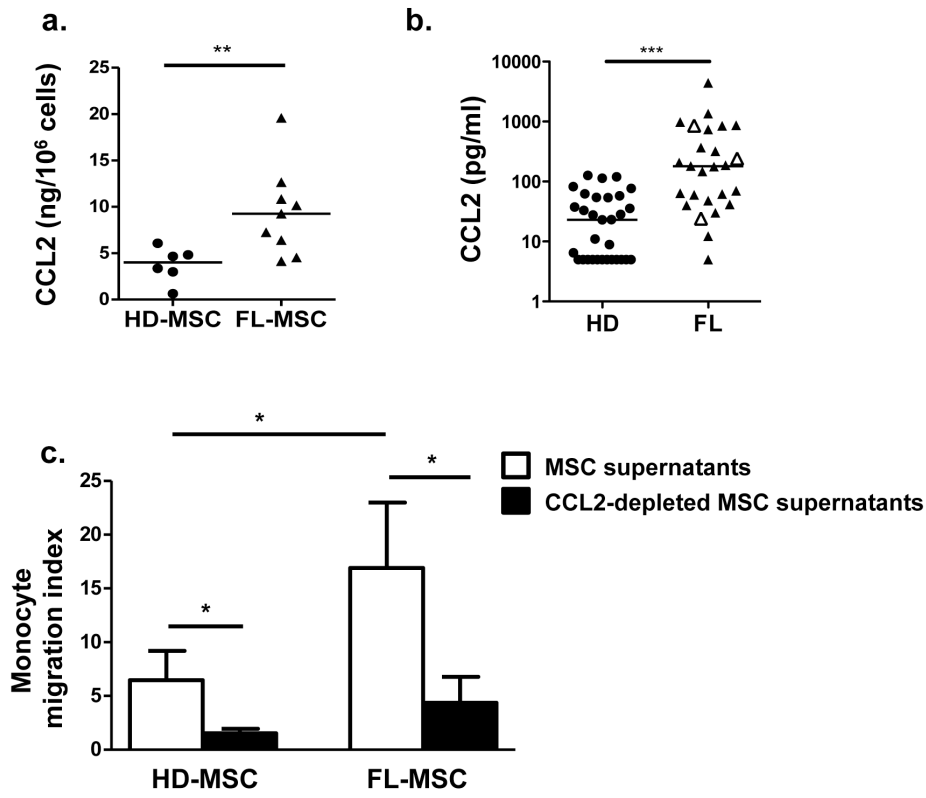 a.
**
CCL2 (ng/10⁶ cells)
25
20
15
10
5
0
HD-MSC FL-MSC
b.
***
CCL2 (pg/ml)
10000
1000
100
10
1
HD FL
c.
*
*
*
Monocyte
migration index
25
20
15
10
5
0
HD-MSC FL-MSC
MSC supernatants
CCL2-depleted MSC supernatants